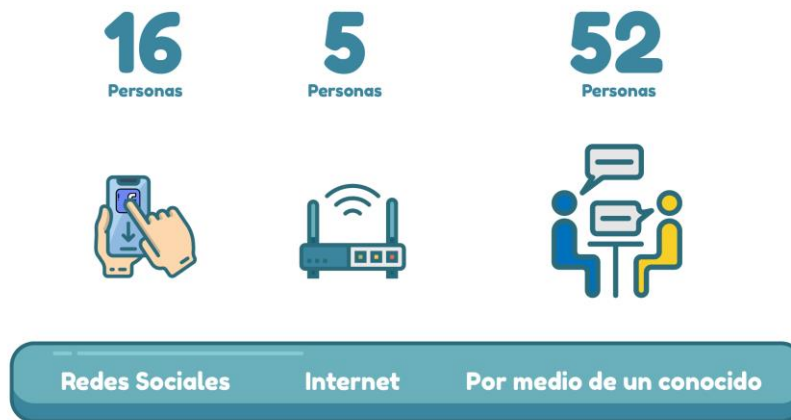 16 5 52
Personas Personas Personas
Redes Sociales Internet Por medio de un conocido